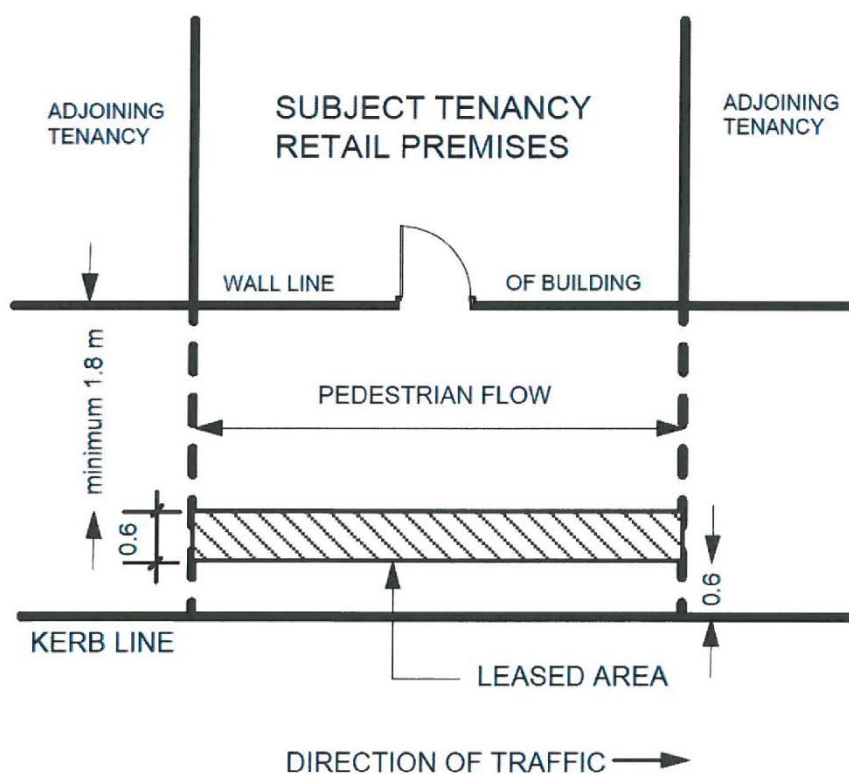 ADJOINING
TENANCY
SUBJECT TENANCY
RETAIL PREMISES
ADJOINING
TENANCY
WALL LINE
OF BUILDING
minimum 1.8 m
PEDESTRIAN FLOW
0.6
0.6
KERB LINE
LEASED AREA
DIRECTION OF TRAFFIC